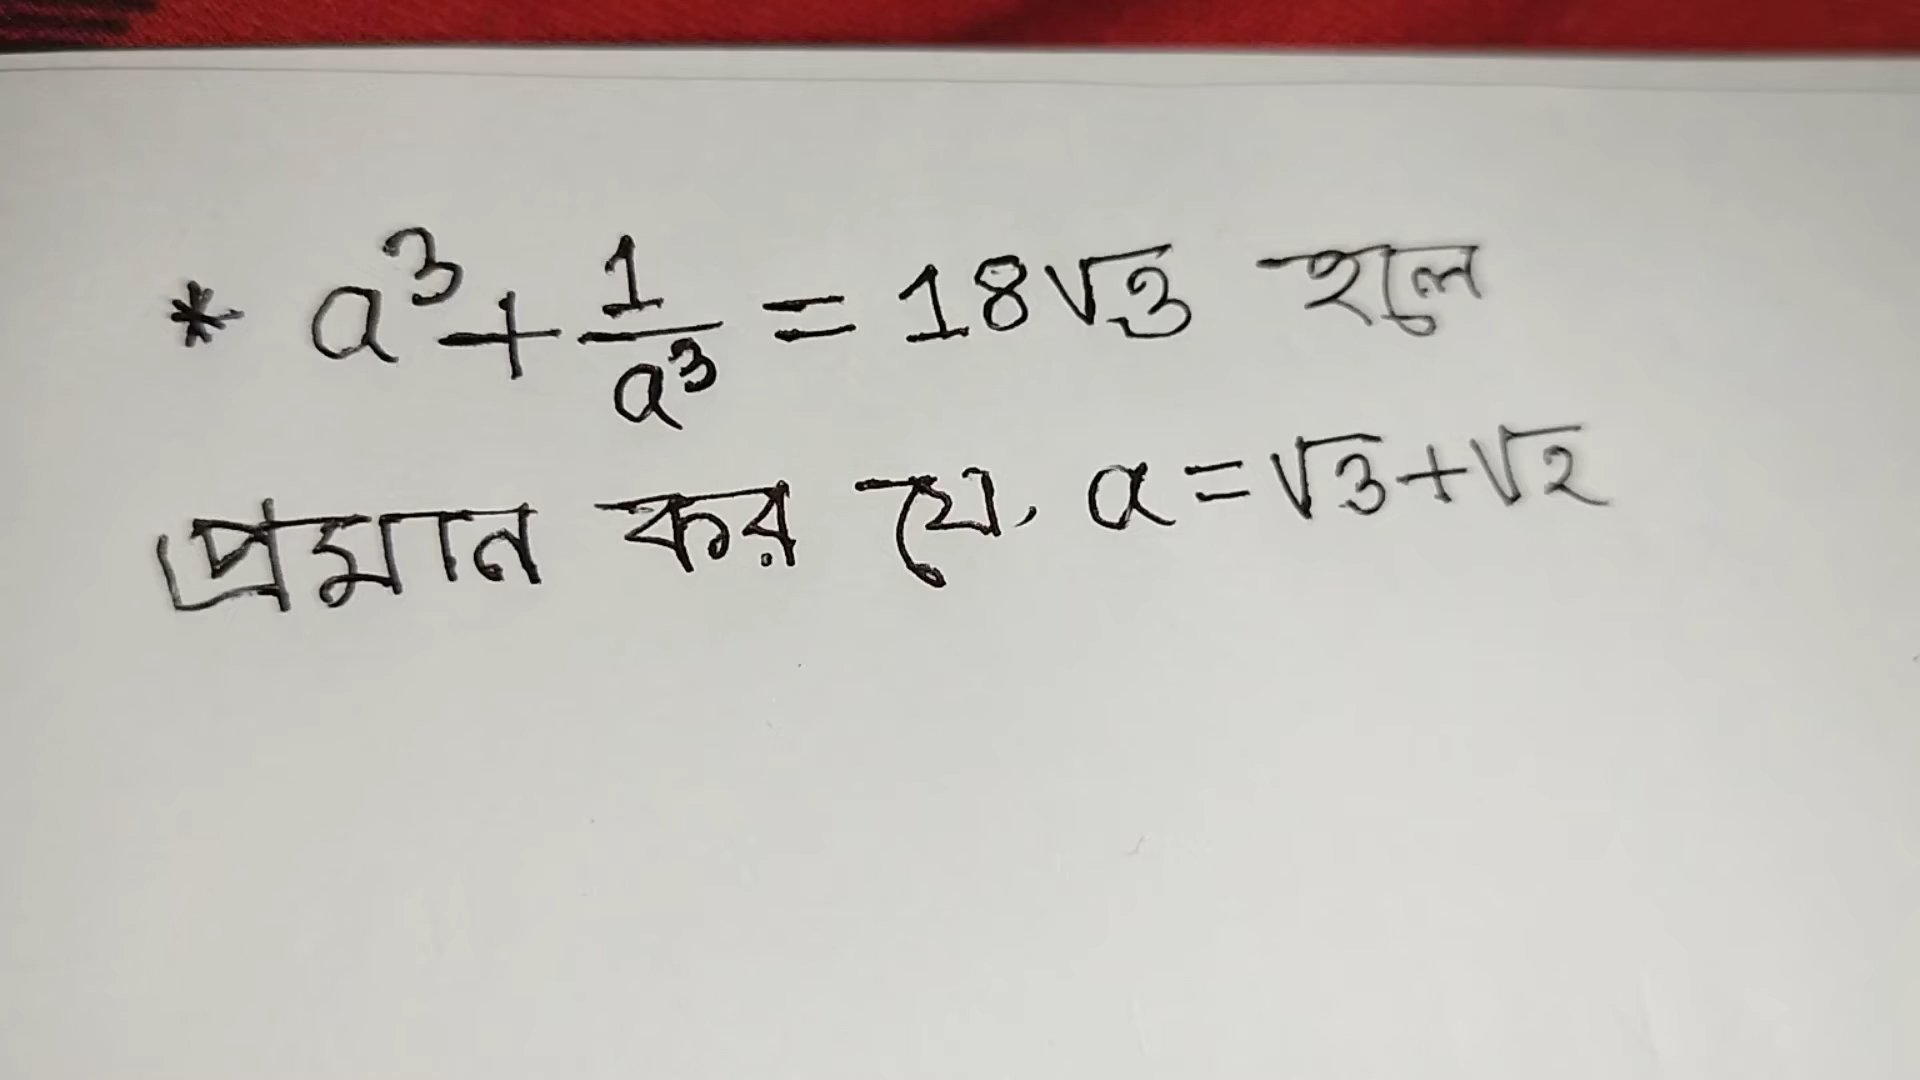 * a³ + 1/a³ = 18√3 হলে
প্রমান কর যে, a = √3 + √2